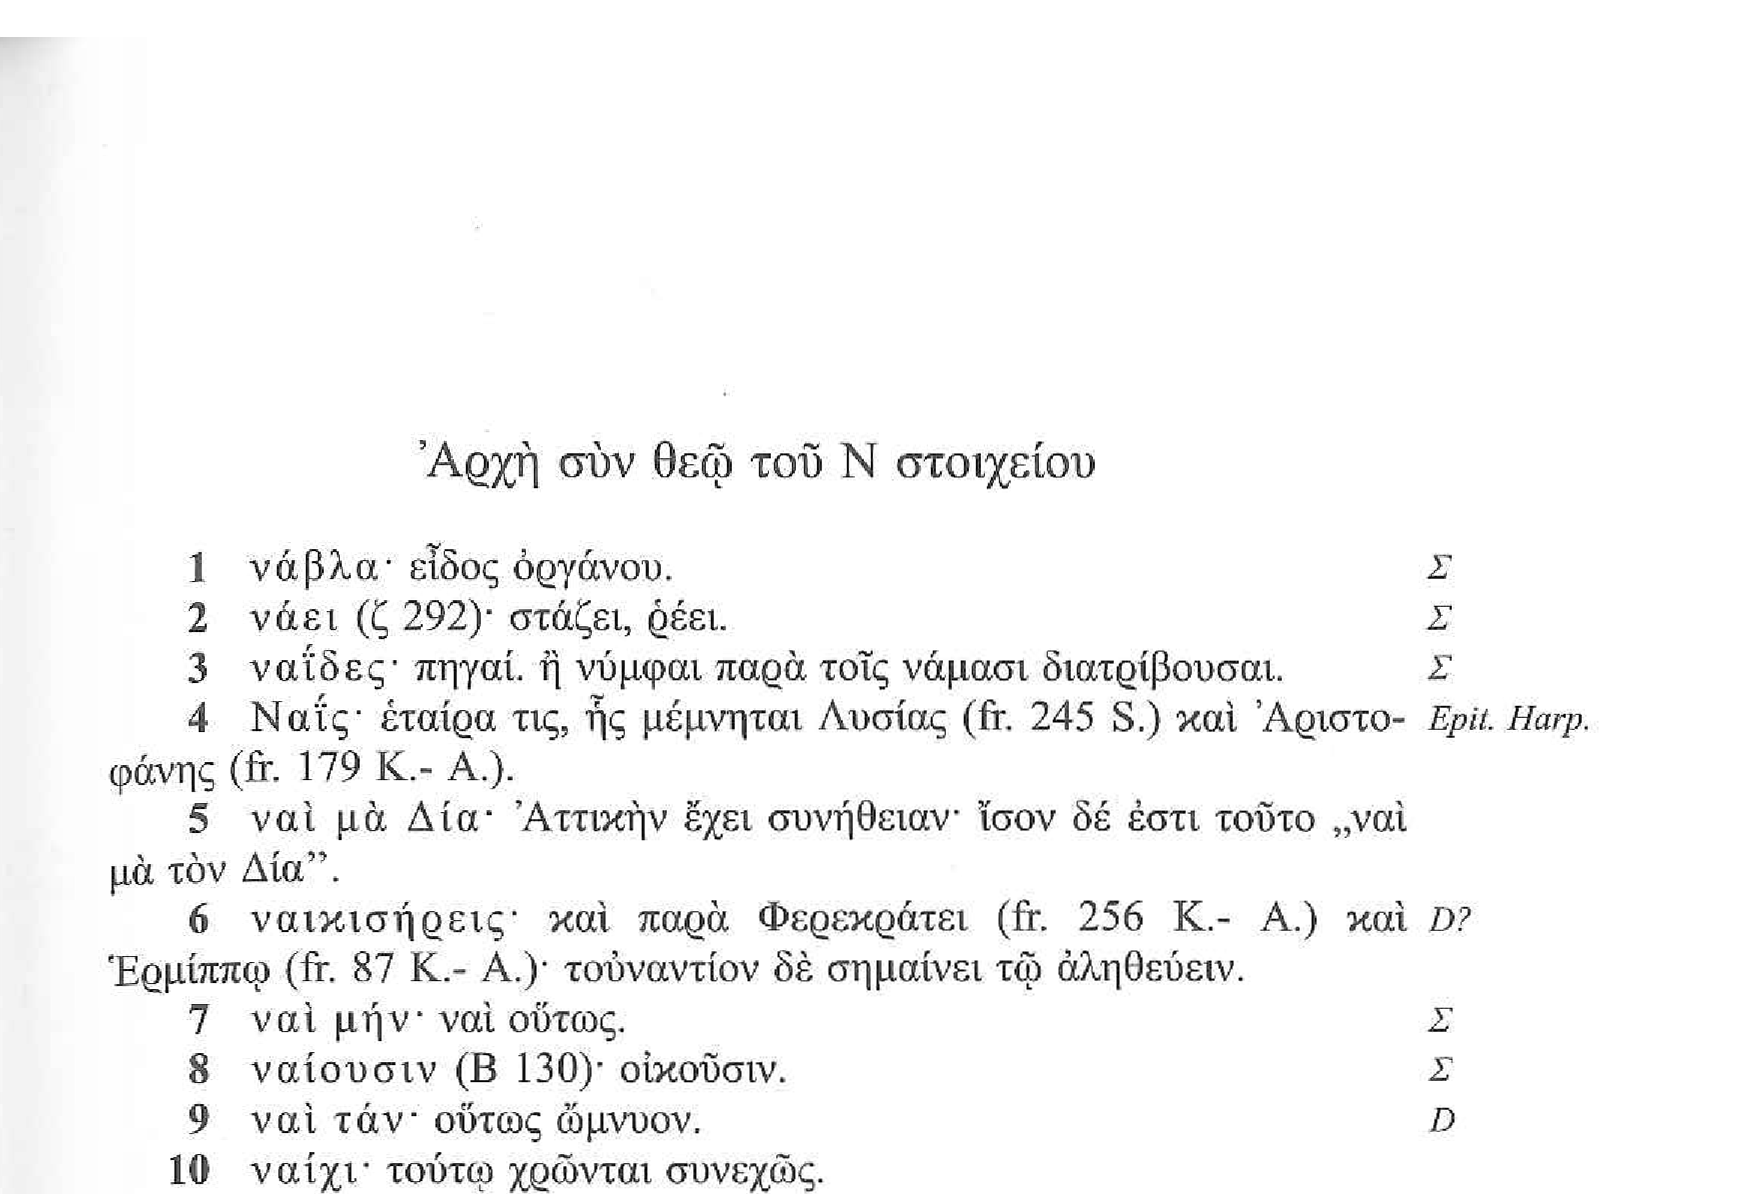 Ἀρχὴ σὺν θεῷ τοῦ Ν στοιχείου
1 νάβλα· εἶδος ὀργάνου. Σ
2 νάει (ζ 292)· στάζει, ῥέει. Σ
3 ναΐδες· πηγαί. ἢ νύμφαι παρὰ τοῖς νάμασι διατρίβουσαι. Σ
4 Ναΐς· ἑταίρα τις, ἧς μέμνηται Λυσίας (fr. 245 S.) καὶ Ἀριστο- Epit. Harp.
φάνης (fr. 179 K.- A.).
5 ναὶ μὰ Δία· Ἀττικὴν ἔχει συνήθειαν· ἴσον δέ ἐστι τοῦτο „ναὶ
μὰ τὸν Δία”.
6 ναικισήρεις· καὶ παρὰ Φερεκράτει (fr. 256 K.- A.) καὶ D?
Ἑρμίππῳ (fr. 87 K.- A.)· τοὐναντίον δὲ σημαίνει τῷ ἀληθεύειν.
7 ναὶ μήν· ναὶ οὕτως. Σ
8 ναίουσιν (Β 130)· οἰκοῦσιν. Σ
9 ναὶ τάν· οὕτως ὤμνυον. D
10 ναίχι· τούτῳ χρῶνται συνεχῶς.